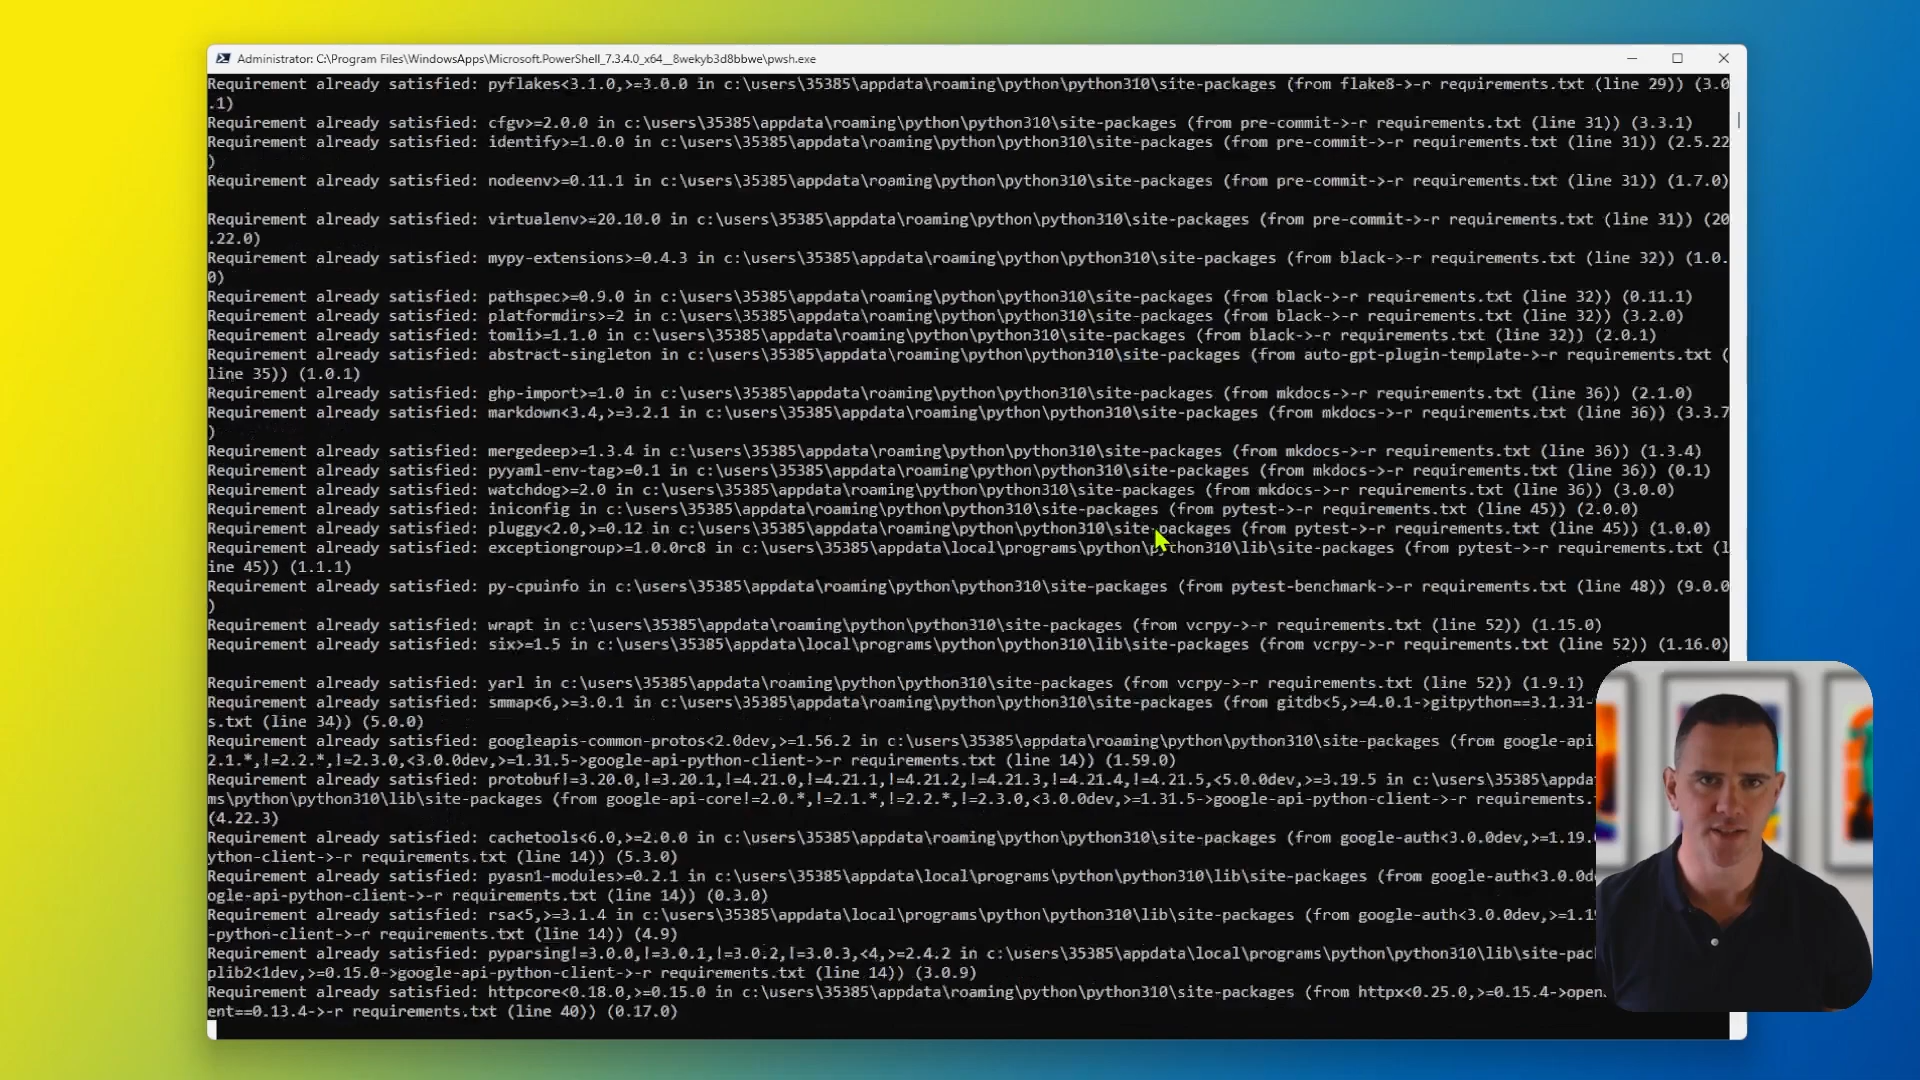 Administrator: C:\Program Files\WindowsApps\Microsoft.PowerShell_7.3.4.0_x64__8wekyb3d8bbwe\pwsh.exe
Requirement already satisfied: pyflakes<3.1.0,>=3.0.0 in c:\users\35385\appdata\roaming\python\python310\site-packages (from flake8->-r requirements.txt (line 29)) (3.0
.1)
Requirement already satisfied: cfgv>=2.0.0 in c:\users\35385\appdata\roaming\python\python310\site-packages (from pre-commit->-r requirements.txt (line 31)) (3.3.1)
Requirement already satisfied: identify>=1.0.0 in c:\users\35385\appdata\roaming\python\python310\site-packages (from pre-commit->-r requirements.txt (line 31)) (2.5.22
)
Requirement already satisfied: nodeenv>=0.11.1 in c:\users\35385\appdata\roaming\python\python310\site-packages (from pre-commit->-r requirements.txt (line 31)) (1.7.0)
Requirement already satisfied: virtualenv>=20.10.0 in c:\users\35385\appdata\roaming\python\python310\site-packages (from pre-commit->-r requirements.txt (line 31)) (20
.22.0)
Requirement already satisfied: mypy-extensions>=0.4.3 in c:\users\35385\appdata\roaming\python\python310\site-packages (from black->-r requirements.txt (line 32)) (1.0.
0)
Requirement already satisfied: pathspec>=0.9.0 in c:\users\35385\appdata\roaming\python\python310\site-packages (from black->-r requirements.txt (line 32)) (0.11.1)
Requirement already satisfied: platformdirs>=2 in c:\users\35385\appdata\roaming\python\python310\site-packages (from black->-r requirements.txt (line 32)) (3.2.0)
Requirement already satisfied: tomli>=1.1.0 in c:\users\35385\appdata\roaming\python\python310\site-packages (from black->-r requirements.txt (line 32)) (2.0.1)
Requirement already satisfied: abstract-singleton in c:\users\35385\appdata\roaming\python\python310\site-packages (from auto-gpt-plugin-template->-r requirements.txt (
line 35)) (1.0.1)
Requirement already satisfied: ghp-import>=1.0 in c:\users\35385\appdata\roaming\python\python310\site-packages (from mkdocs->-r requirements.txt (line 36)) (2.1.0)
Requirement already satisfied: markdown<3.4,>=3.2.1 in c:\users\35385\appdata\roaming\python\python310\site-packages (from mkdocs->-r requirements.txt (line 36)) (3.3.7
)
Requirement already satisfied: mergedeep>=1.3.4 in c:\users\35385\appdata\roaming\python\python310\site-packages (from mkdocs->-r requirements.txt (line 36)) (1.3.4)
Requirement already satisfied: pyyaml-env-tag>=0.1 in c:\users\35385\appdata\roaming\python\python310\site-packages (from mkdocs->-r requirements.txt (line 36)) (0.1)
Requirement already satisfied: watchdog>=2.0 in c:\users\35385\appdata\roaming\python\python310\site-packages (from mkdocs->-r requirements.txt (line 36)) (3.0.0)
Requirement already satisfied: iniconfig in c:\users\35385\appdata\roaming\python\python310\site-packages (from pytest->-r requirements.txt (line 45)) (2.0.0)
Requirement already satisfied: pluggy<2.0,>=0.12 in c:\users\35385\appdata\roaming\python\python310\site-packages (from pytest->-r requirements.txt (line 45)) (1.0.0)
Requirement already satisfied: exceptiongroup>=1.0.0rc8 in c:\users\35385\appdata\local\programs\python\python310\lib\site-packages (from pytest->-r requirements.txt (l
ine 45)) (1.1.1)
Requirement already satisfied: py-cpuinfo in c:\users\35385\appdata\roaming\python\python310\site-packages (from pytest-benchmark->-r requirements.txt (line 48)) (9.0.0
)
Requirement already satisfied: wrapt in c:\users\35385\appdata\roaming\python\python310\site-packages (from vcrpy->-r requirements.txt (line 52)) (1.15.0)
Requirement already satisfied: six>=1.5 in c:\users\35385\appdata\local\programs\python\python310\lib\site-packages (from vcrpy->-r requirements.txt (line 52)) (1.16.0)
Requirement already satisfied: yarl in c:\users\35385\appdata\roaming\python\python310\site-packages (from vcrpy->-r requirements.txt (line 52)) (1.9.1)
Requirement already satisfied: smmap<6,>=3.0.1 in c:\users\35385\appdata\roaming\python\python310\site-packages (from gitdb<5,>=4.0.1->gitpython==3.1.31-
s.txt (line 34)) (5.0.0)
Requirement already satisfied: googleapis-common-protos<2.0dev,>=1.56.2 in c:\users\35385\appdata\roaming\python\python310\site-packages (from google-api
2.1.*,!=2.2.*,!=2.3.0,<3.0.0dev,>=1.31.5->google-api-python-client->-r requirements.txt (line 14)) (1.59.0)
Requirement already satisfied: protobuf!=3.20.0,!=3.20.1,!=4.21.0,!=4.21.1,!=4.21.2,!=4.21.3,!=4.21.4,!=4.21.5,<5.0.0dev,>=3.19.5 in c:\users\35385\appdata
ms\python\python310\lib\site-packages (from google-api-core!=2.0.*,!=2.1.*,!=2.2.*,!=2.3.0,<3.0.0dev,>=1.31.5->google-api-python-client->-r requirements.
(4.22.3)
Requirement already satisfied: cachetools<6.0,>=2.0.0 in c:\users\35385\appdata\roaming\python\python310\site-packages (from google-auth<3.0.0dev,>=1.19.
ython-client->-r requirements.txt (line 14)) (5.3.0)
Requirement already satisfied: pyasn1-modules>=0.2.1 in c:\users\35385\appdata\local\programs\python\python310\lib\site-packages (from google-auth<3.0.0d
ogle-api-python-client->-r requirements.txt (line 14)) (0.3.0)
Requirement already satisfied: rsa<5,>=3.1.4 in c:\users\35385\appdata\local\programs\python\python310\lib\site-packages (from google-auth<3.0.0dev,>=1.1
-python-client->-r requirements.txt (line 14)) (4.9)
Requirement already satisfied: pyparsing!=3.0.0,!=3.0.1,!=3.0.2,!=3.0.3,<4,>=2.4.2 in c:\users\35385\appdata\local\programs\python\python310\lib\site-pac
plib2<1dev,>=0.15.0->google-api-python-client->-r requirements.txt (line 14)) (3.0.9)
Requirement already satisfied: httpcore<0.18.0,>=0.15.0 in c:\users\35385\appdata\roaming\python\python310\site-packages (from httpx<0.25.0,>=0.15.4->open
ent==0.13.4->-r requirements.txt (line 40)) (0.17.0)